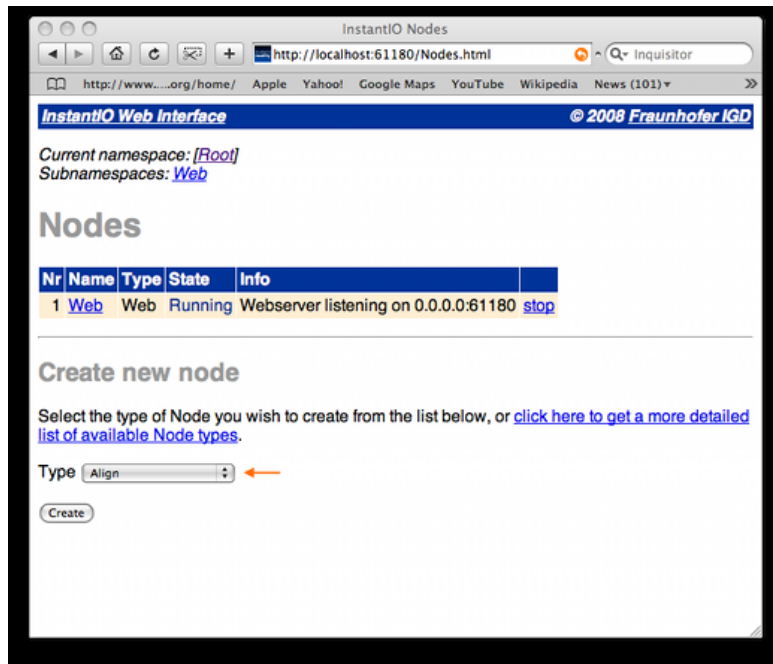 InstantIO Nodes
http://localhost:61180/Nodes.html
Inquisitor
http://www.....org/home/ Apple Yahoo! Google Maps YouTube Wikipedia News (101)
InstantIO Web Interface © 2008 Fraunhofer IGD
Current namespace: [Root]
Subnamespaces: Web
Nodes
Nr Name Type State Info
1 Web Web Running Webserver listening on 0.0.0.0:61180 stop
Create new node
Select the type of Node you wish to create from the list below, or click here to get a more detailed
list of available Node types.
Type Align
Create